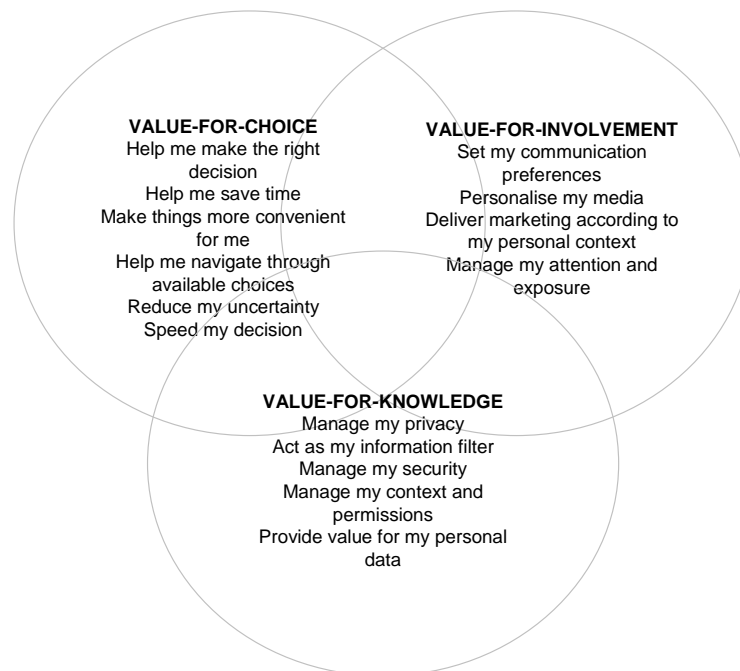 VALUE-FOR-CHOICE
Help me make the right
decision
Help me save time
Make things more convenient
for me
Help me navigate through
available choices
Reduce my uncertainty
Speed my decision
VALUE-FOR-INVOLVEMENT
Set my communication
preferences
Personalise my media
Deliver marketing according to
my personal context
Manage my attention and
exposure
VALUE-FOR-KNOWLEDGE
Manage my privacy
Act as my information filter
Manage my security
Manage my context and
permissions
Provide value for my personal
data